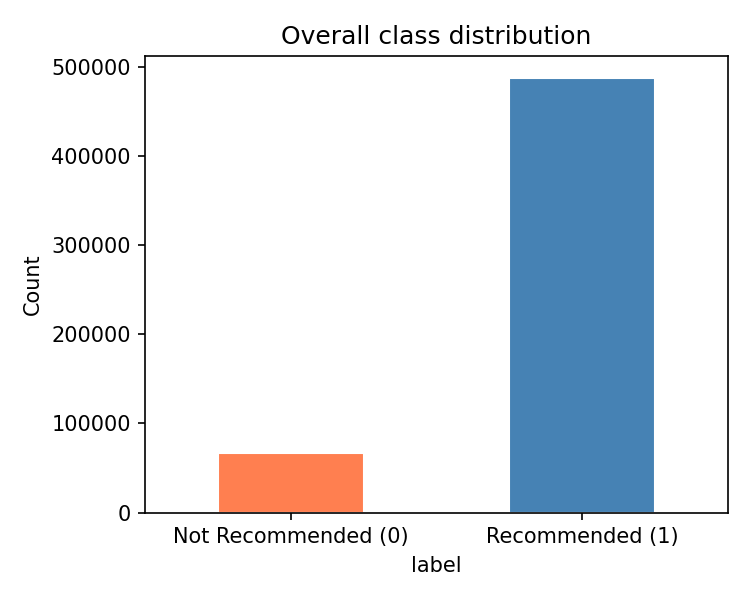 Overall class distribution
500000
400000
300000
200000
100000
0
Count
Not Recommended (0)
Recommended (1)
label